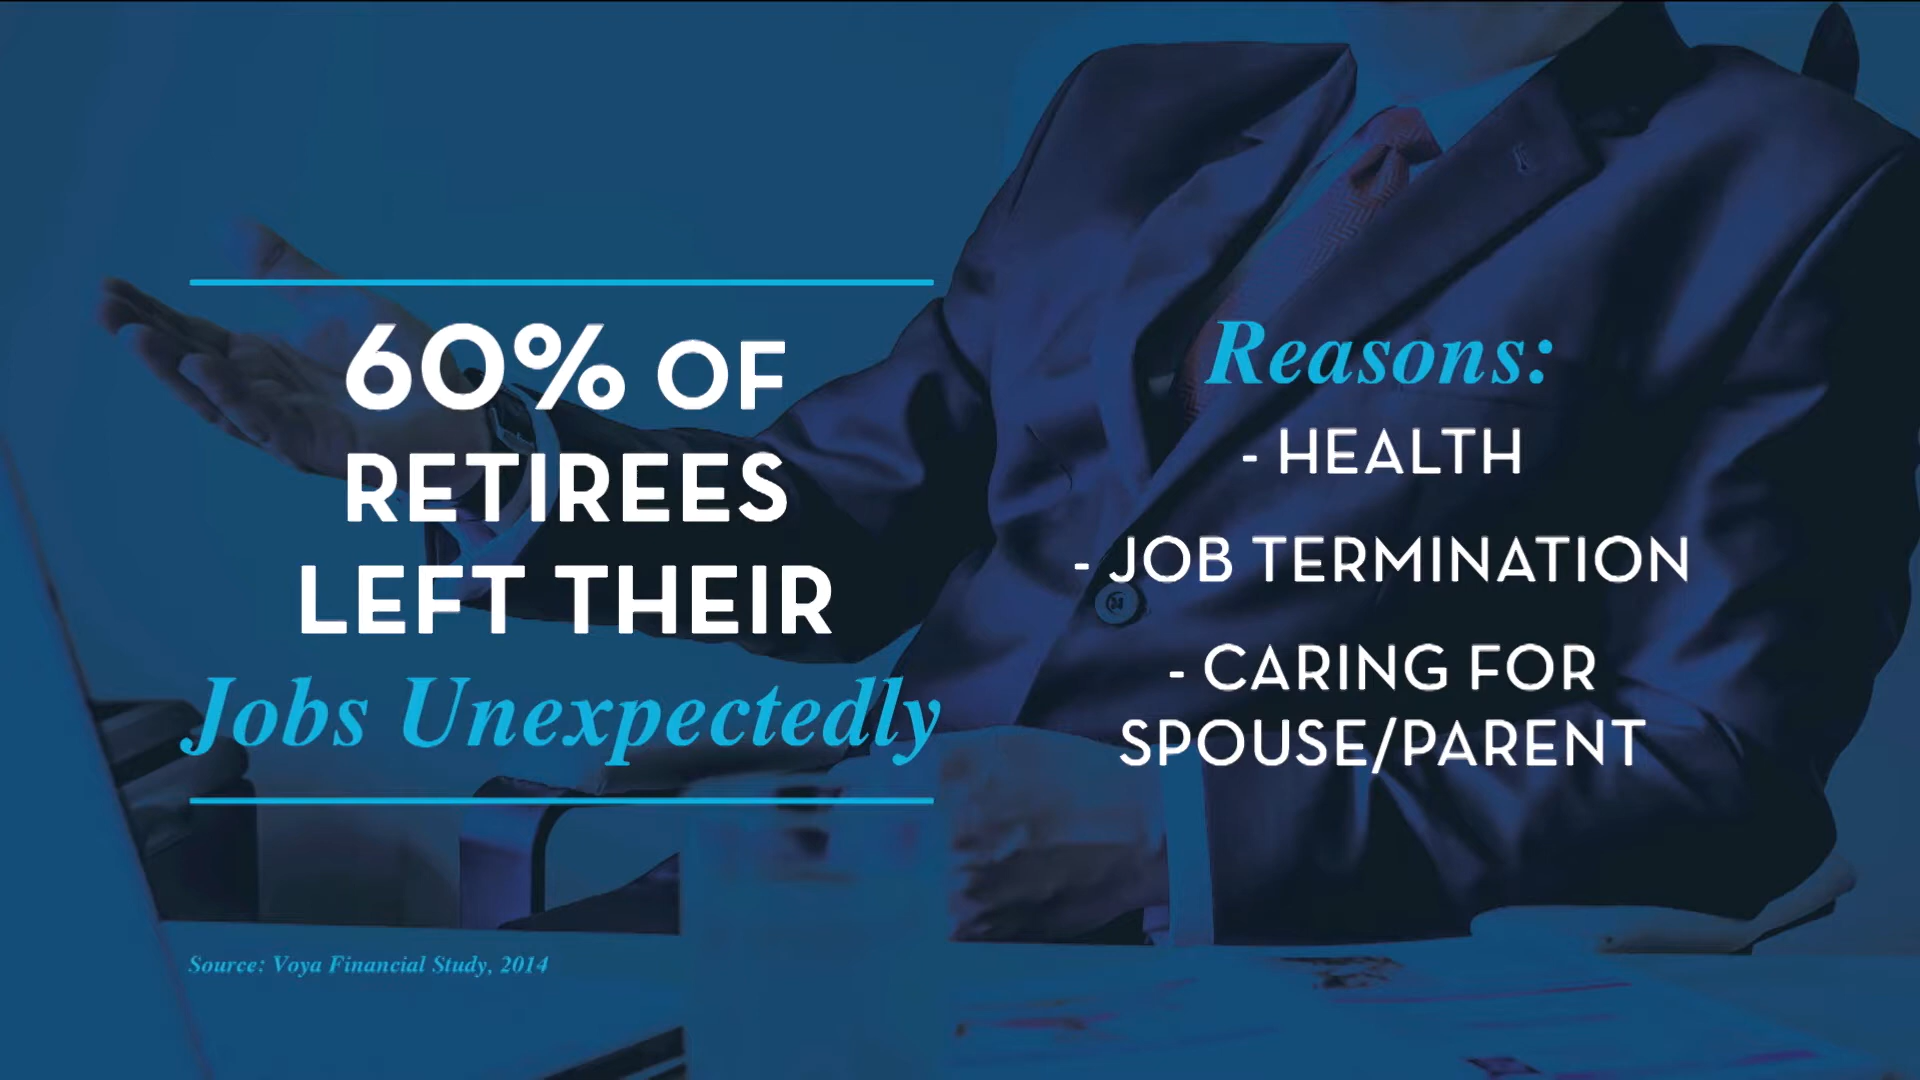 60% OF
RETIREES
LEFT THEIR
Jobs Unexpectedly
Reasons:
- HEALTH
- JOB TERMINATION
- CARING FOR
SPOUSE/PARENT
Source: Voya Financial Study, 2014